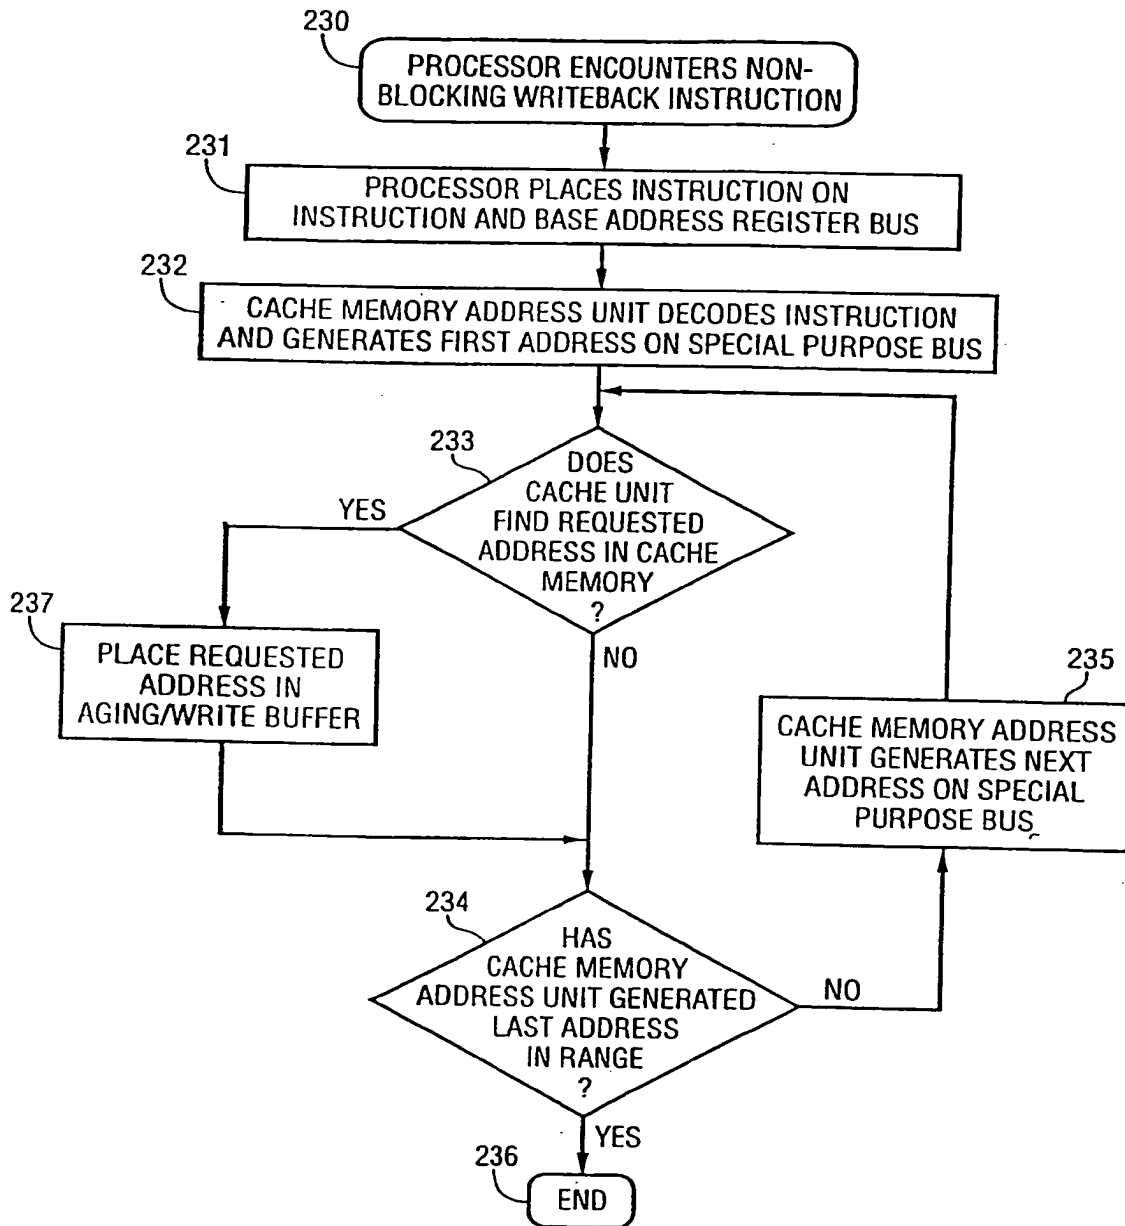 230
PROCESSOR ENCOUNTERS NON-
BLOCKING WRITEBACK INSTRUCTION
231
PROCESSOR PLACES INSTRUCTION ON
INSTRUCTION AND BASE ADDRESS REGISTER BUS
232
CACHE MEMORY ADDRESS UNIT DECODES INSTRUCTION
AND GENERATES FIRST ADDRESS ON SPECIAL PURPOSE BUS
233
DOES
CACHE UNIT
FIND REQUESTED
ADDRESS IN CACHE
MEMORY
?
YES
NO
237
PLACE REQUESTED
ADDRESS IN
AGING/WRITE BUFFER
235
CACHE MEMORY ADDRESS
UNIT GENERATES NEXT
ADDRESS ON SPECIAL
PURPOSE BUS
234
HAS
CACHE MEMORY
ADDRESS UNIT GENERATED
LAST ADDRESS
IN RANGE
?
NO
YES
236
END